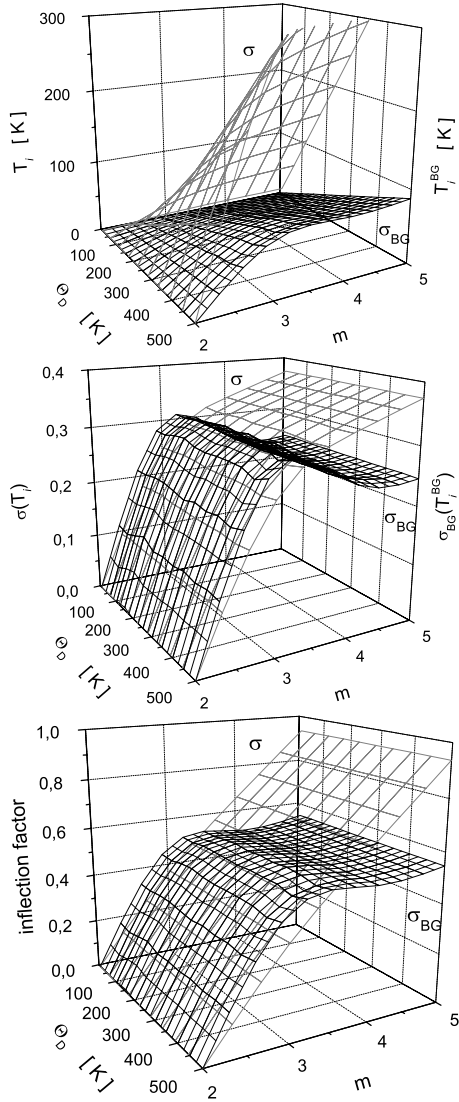 300
200
100
0
T_i [K]
σ
T_i^BG [K]
σ_BG
100
200
300
400
500
Θ_D [K]
2
3
4
5
m
0,4
0,3
0,2
0,1
0,0
σ(T_i)
σ
σ_BG(T_i^BG)
σ_BG
100
200
300
400
500
Θ_D [K]
2
3
4
5
m
1,0
0,8
0,6
0,4
0,2
0,0
inflection factor
σ
σ_BG
100
200
300
400
500
Θ_D [K]
2
3
4
5
m